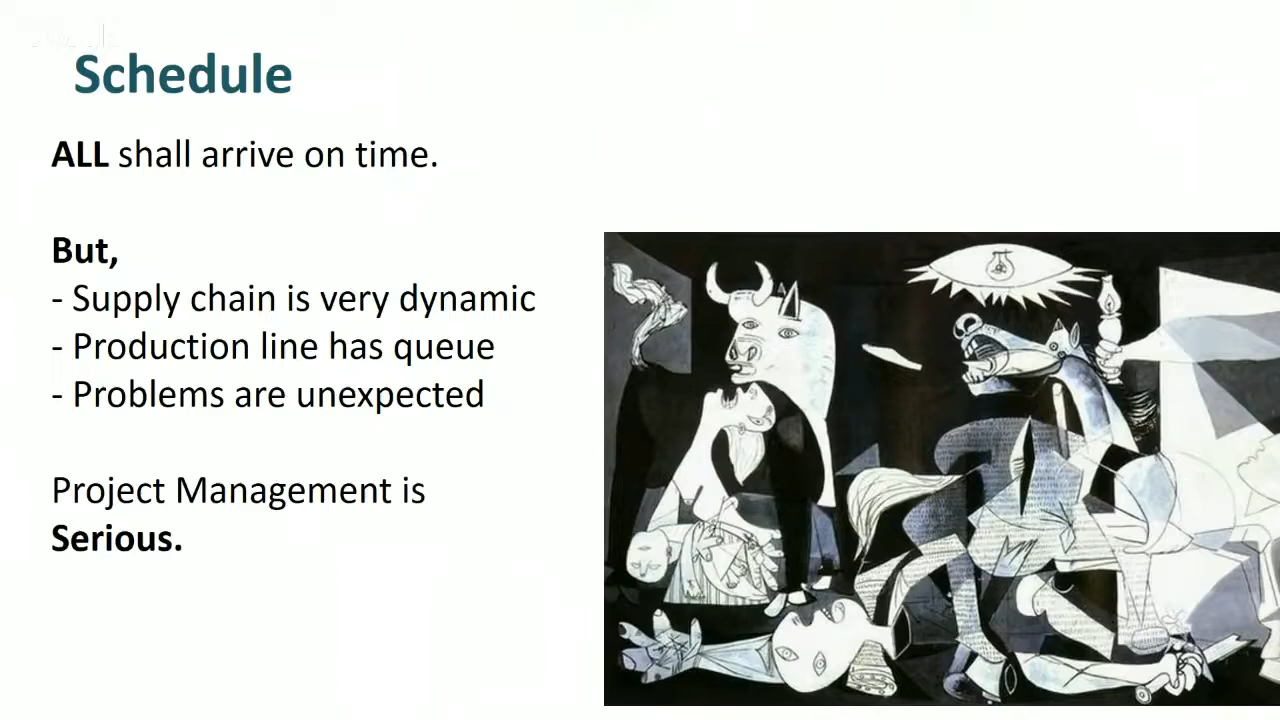 Schedule
ALL shall arrive on time.
But,
- Supply chain is very dynamic
- Production line has queue
- Problems are unexpected
Project Management is
Serious.